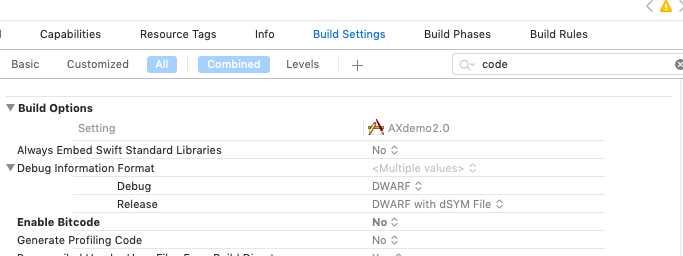 Capabilities Resource Tags Info Build Settings Build Phases Build Rules
Basic Customized All Combined Levels + code
Build Options
Setting AXdemo2.0
Always Embed Swift Standard Libraries No
Debug Information Format <Multiple values>
Debug DWARF
Release DWARF with dSYM File
Enable Bitcode No
Generate Profiling Code No